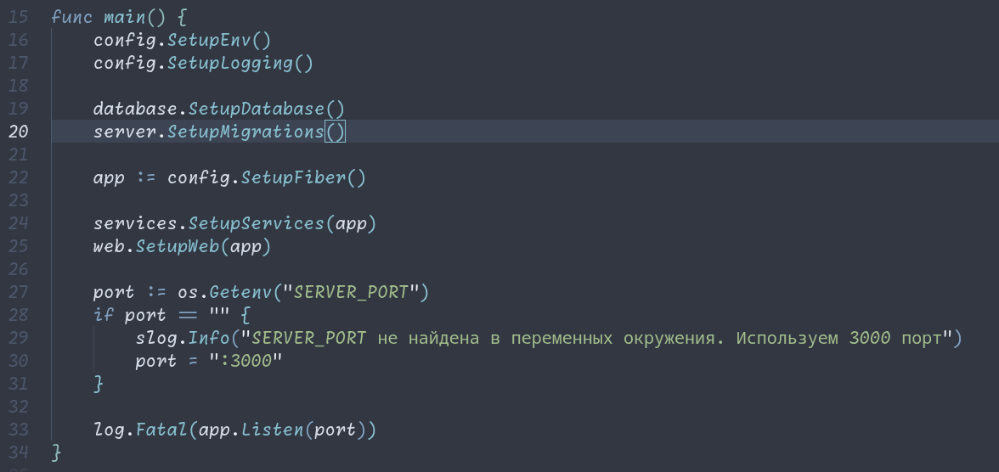 15 func main() {
16     config.SetupEnv()
17     config.SetupLogging()
18
19     database.SetupDatabase()
20     server.SetupMigrations()
21
22     app := config.SetupFiber()
23
24     services.SetupServices(app)
25     web.SetupWeb(app)
26
27     port := os.Getenv("SERVER_PORT")
28     if port == "" {
29         slog.Info("SERVER_PORT не найдена в переменных окружения. Используем 3000 порт")
30         port = ":3000"
31     }
32
33     log.Fatal(app.Listen(port))
34 }